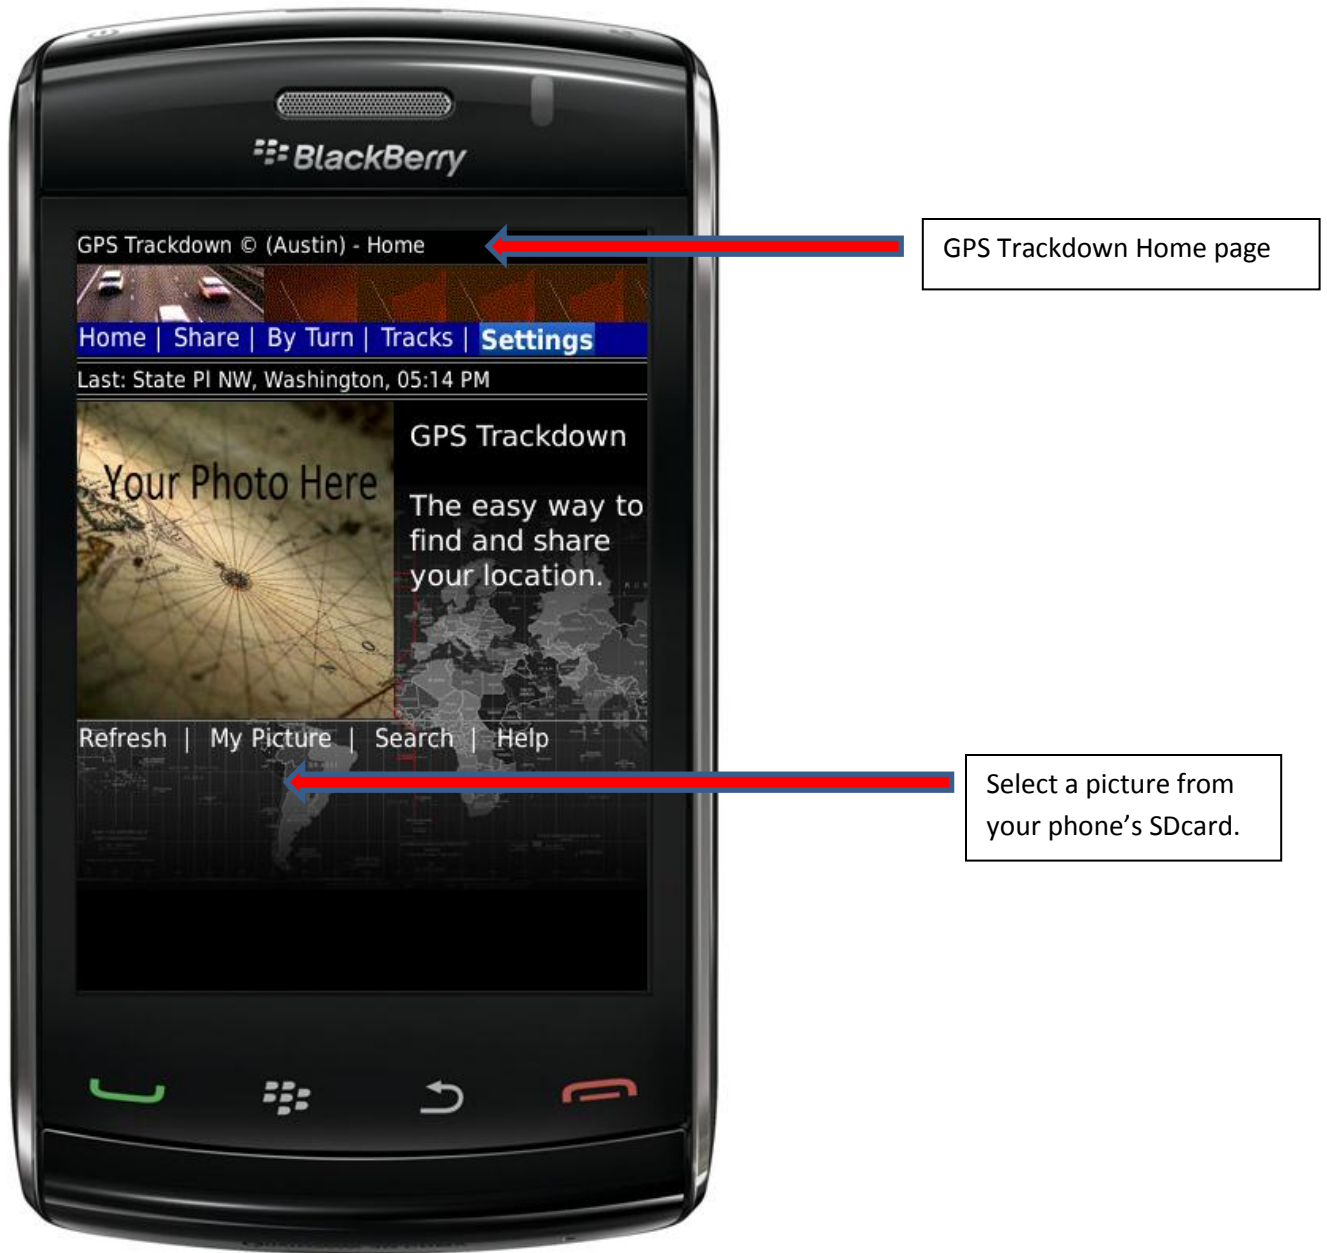 BlackBerry
GPS Trackdown © (Austin) - Home
GPS Trackdown Home page
Home | Share | By Turn | Tracks | Settings
Last: State Pl NW, Washington, 05:14 PM
Your Photo Here
GPS Trackdown
The easy way to
find and share
your location.
Refresh | My Picture | Search | Help
Select a picture from
your phone’s SDcard.